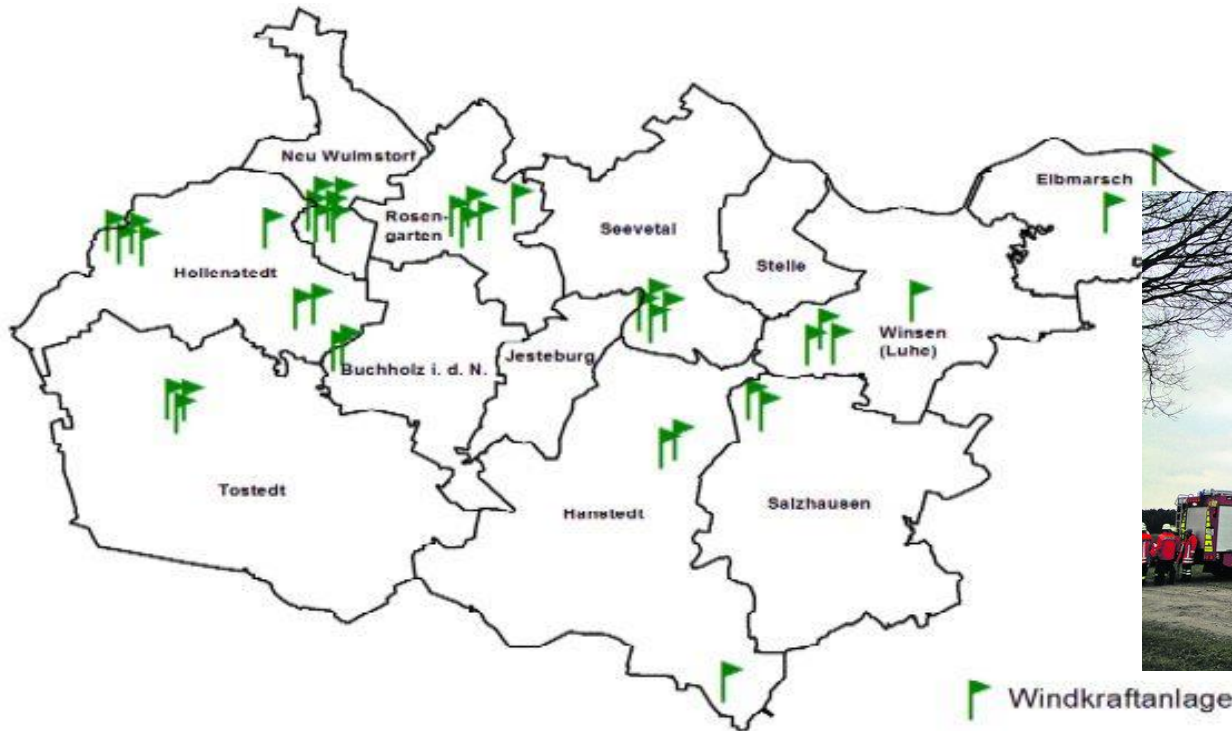 Neu Wulmstorf
Elbmarsch
Rosen-
garten
Seevetal
Hollenstedt
Stelle
Winsen
(Luhe)
Jesteburg
Buchholz i. d. N.
Tostedt
Hanstedt
Salzhausen
Windkraftanlage